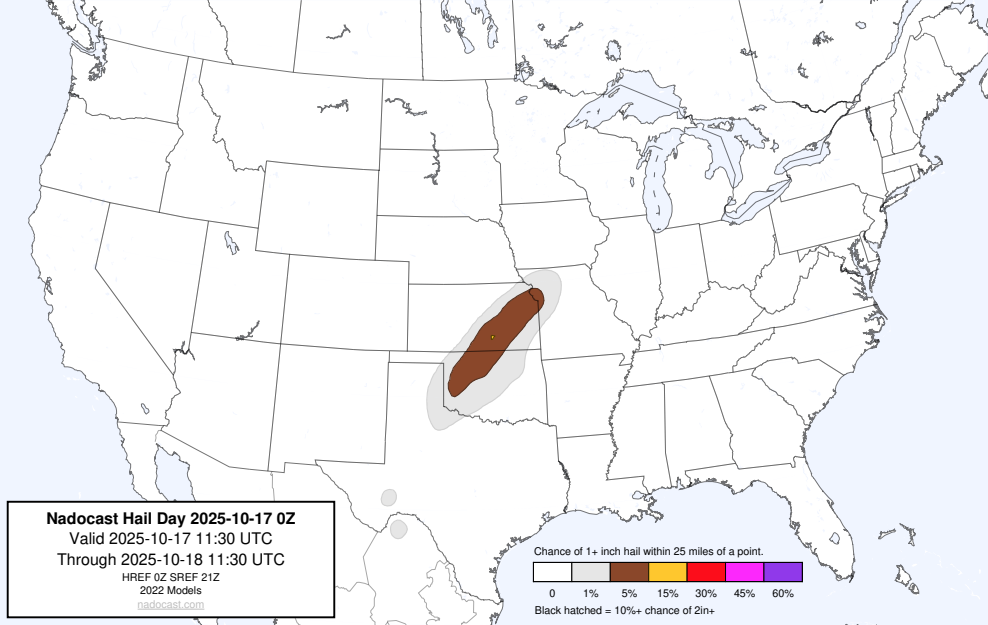 Nadocast Hail Day 2025-10-17 0Z
Valid 2025-10-17 11:30 UTC
Through 2025-10-18 11:30 UTC
HREF 0Z SREF 21Z
2022 Models
nadocast.com
Chance of 1+ inch hail within 25 miles of a point.
0 1% 5% 15% 30% 45% 60%
Black hatched = 10%+ chance of 2in+